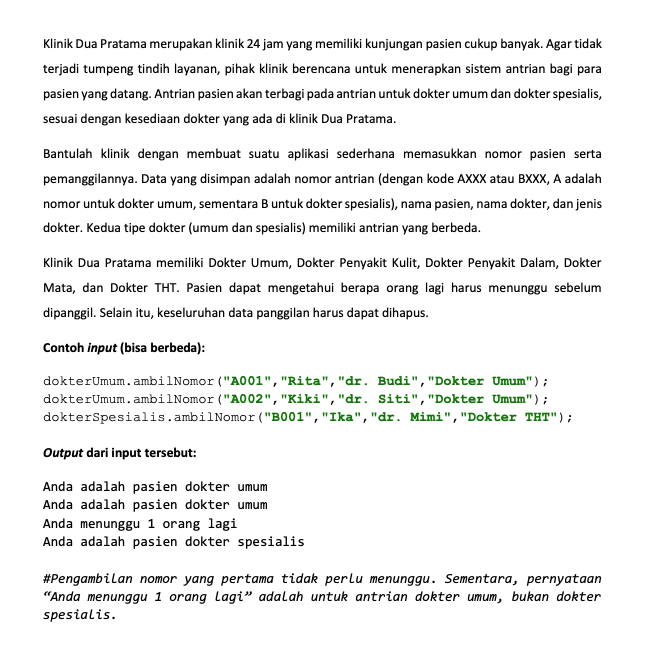 Klinik Dua Pratama merupakan klinik 24 jam yang memiliki kunjungan pasien cukup banyak. Agar tidak
terjadi tumpeng tindih layanan, pihak klinik berencana untuk menerapkan sistem antrian bagi para
pasien yang datang. Antrian pasien akan terbagi pada antrian untuk dokter umum dan dokter spesialis,
sesuai dengan kesediaan dokter yang ada di klinik Dua Pratama.
Bantulah klinik dengan membuat suatu aplikasi sederhana memasukkan nomor pasien serta
pemanggilannya. Data yang disimpan adalah nomor antrian (dengan kode AXXX atau BXXX, A adalah
nomor untuk dokter umum, sementara B untuk dokter spesialis), nama pasien, nama dokter, dan jenis
dokter. Kedua tipe dokter (umum dan spesialis) memiliki antrian yang berbeda.
Klinik Dua Pratama memiliki Dokter Umum, Dokter Penyakit Kulit, Dokter Penyakit Dalam, Dokter
Mata, dan Dokter THT. Pasien dapat mengetahui berapa orang lagi harus menunggu sebelum
dipanggil. Selain itu, keseluruhan data panggilan harus dapat dihapus.
Contoh input (bisa berbeda):
dokterUmum.ambilNomor("A001","Rita","dr. Budi","Dokter Umum");
dokterUmum.ambilNomor("A002","Kiki","dr. Siti","Dokter Umum");
dokterSpesialis.ambilNomor("B001","Ika","dr. Mimi","Dokter THT");
Output dari input tersebut:
Anda adalah pasien dokter umum
Anda adalah pasien dokter umum
Anda menunggu 1 orang lagi
Anda adalah pasien dokter spesialis
#Pengambilan nomor yang pertama tidak perlu menunggu. Sementara, pernyataan
“Anda menunggu 1 orang lagi” adalah untuk antrian dokter umum, bukan dokter
spesialis.